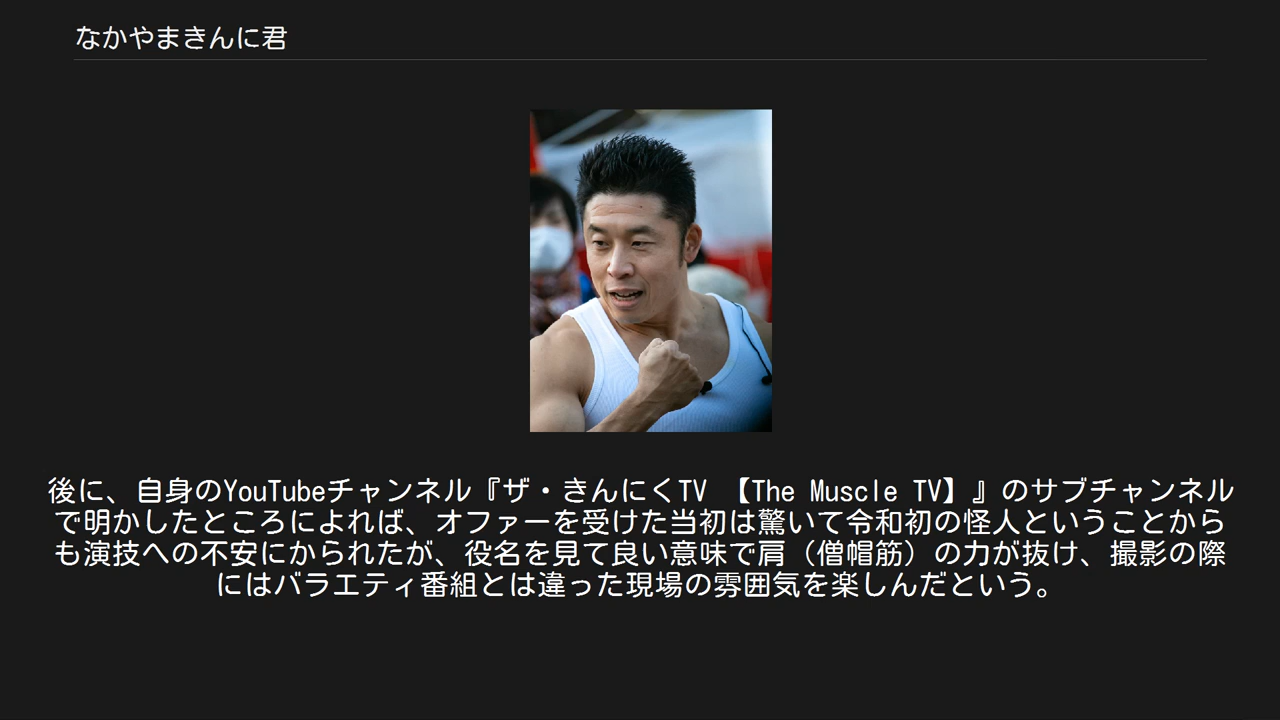 なかやまきんに君
後に、自身のYouTubeチャンネル『ザ・きんにくTV 【The Muscle TV】』のサブチャンネル
で明かしたところによれば、オファーを受けた当初は驚いて令和初の怪人ということから
も演技への不安にかられたが、役名を見て良い意味で肩（僧帽筋）の力が抜け、撮影の際
にはバラエティ番組とは違った現場の雰囲気を楽しんだという。